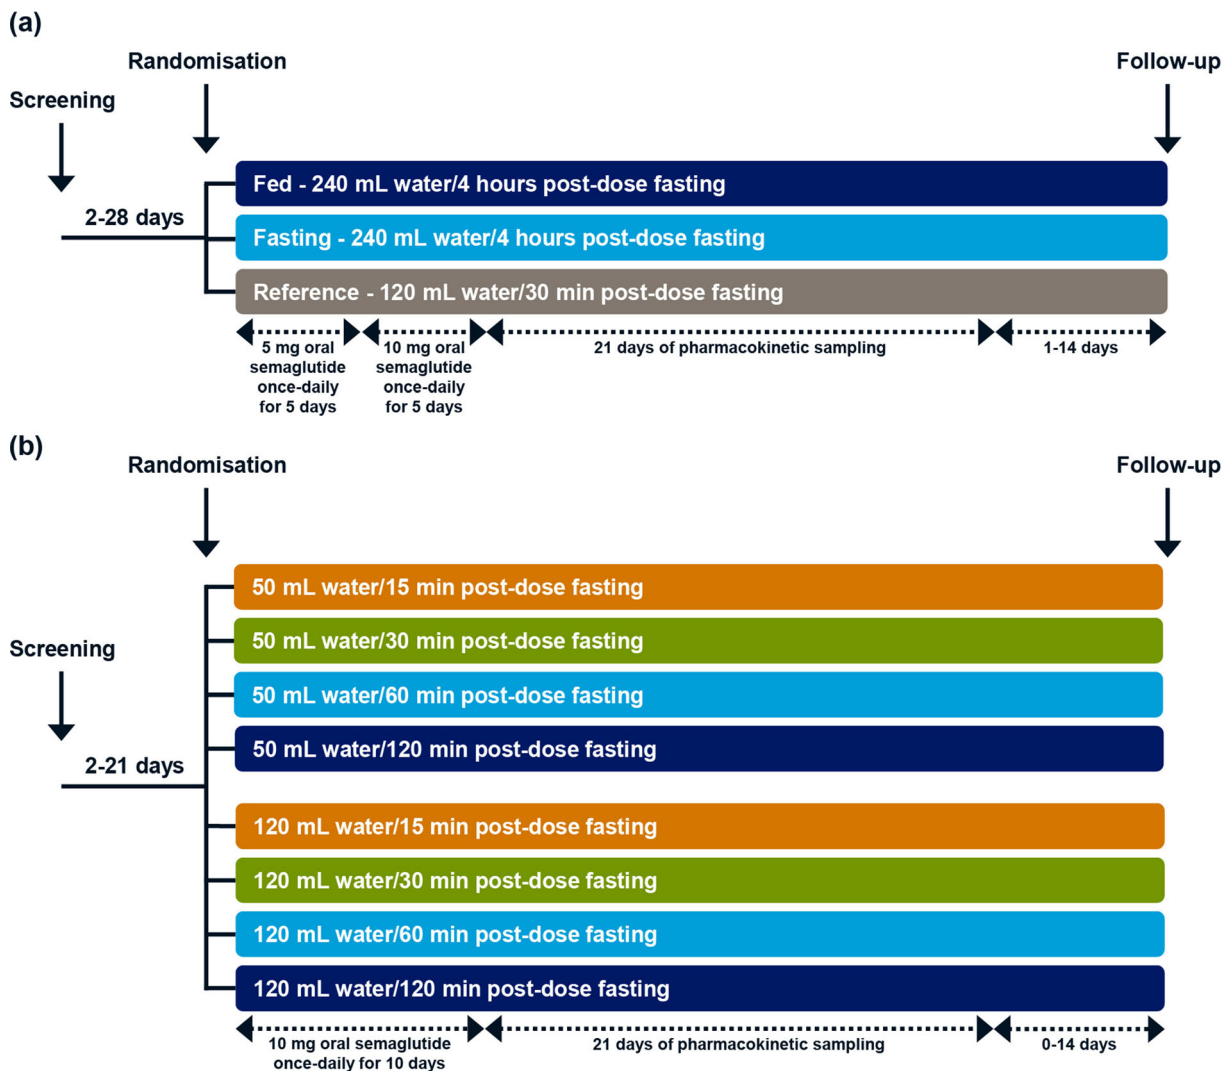 (a)
Randomisation
Follow-up
Screening
2-28 days
Fed - 240 mL water/4 hours post-dose fasting
Fasting - 240 mL water/4 hours post-dose fasting
Reference - 120 mL water/30 min post-dose fasting
5 mg oral
semaglutide
once-daily
for 5 days
10 mg oral
semaglutide
once-daily
for 5 days
21 days of pharmacokinetic sampling
1-14 days
(b)
Randomisation
Follow-up
Screening
2-21 days
50 mL water/15 min post-dose fasting
50 mL water/30 min post-dose fasting
50 mL water/60 min post-dose fasting
50 mL water/120 min post-dose fasting
120 mL water/15 min post-dose fasting
120 mL water/30 min post-dose fasting
120 mL water/60 min post-dose fasting
120 mL water/120 min post-dose fasting
10 mg oral semaglutide
once-daily for 10 days
21 days of pharmacokinetic sampling
0-14 days